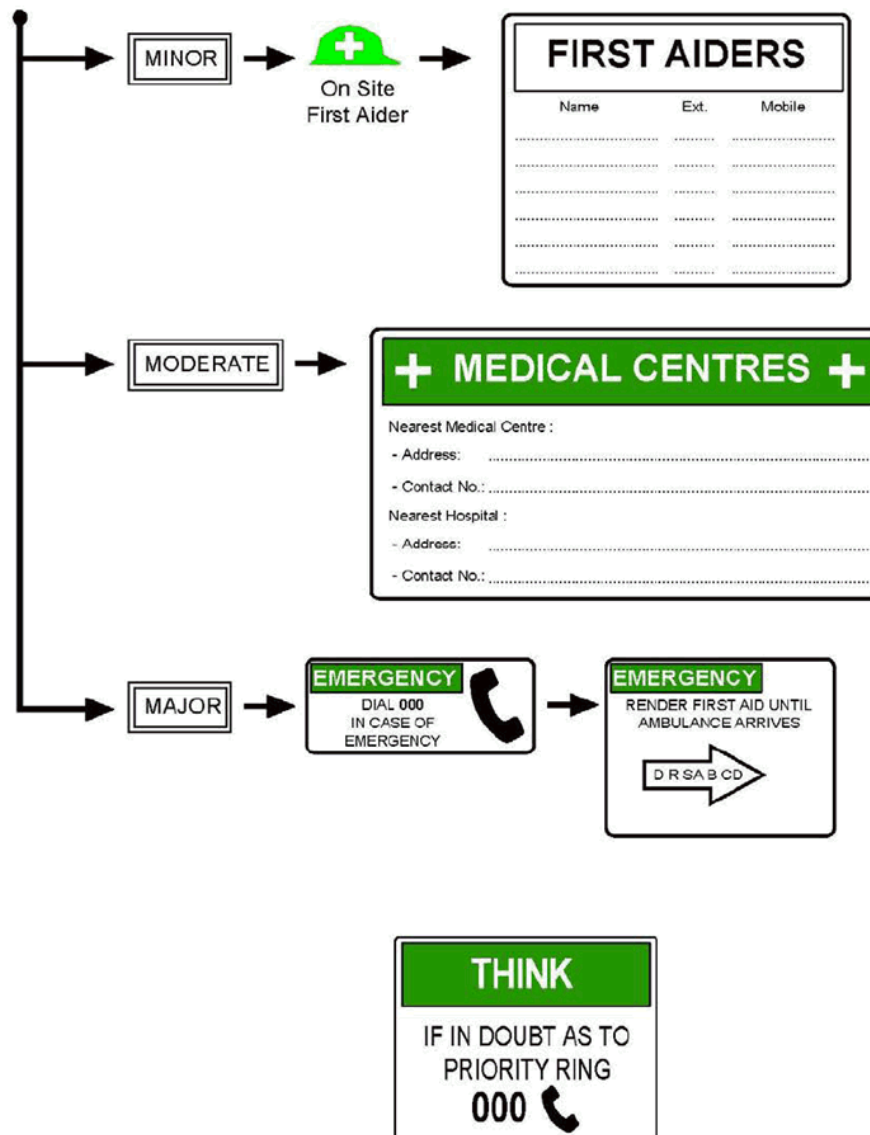 MINOR
On Site
First Aider
FIRST AIDERS
Name Ext. Mobile
MODERATE
MEDICAL CENTRES
Nearest Medical Centre :
- Address:
- Contact No.:
Nearest Hospital :
- Address:
- Contact No.:
MAJOR
EMERGENCY
DIAL 000
IN CASE OF
EMERGENCY
EMERGENCY
RENDER FIRST AID UNTIL
AMBULANCE ARRIVES
D R SA B CD
THINK
IF IN DOUBT AS TO
PRIORITY RING
000